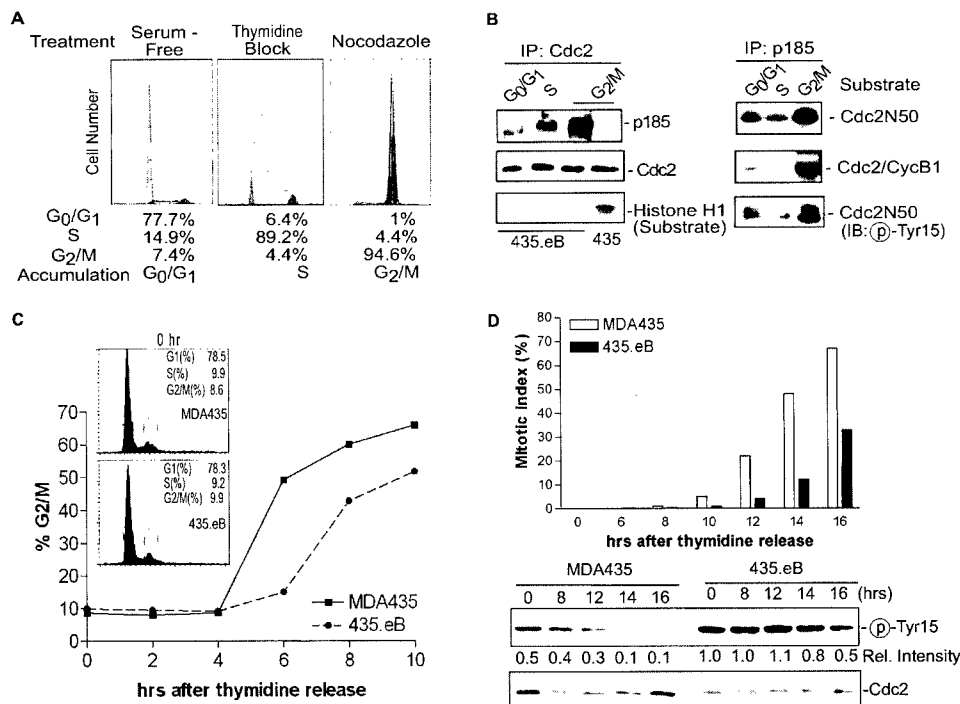 A
Treatment Serum - Free Thymidine Block Nocodazole
Cell Number
G0/G1 77.7% 6.4% 1%
S 14.9% 89.2% 4.4%
G2/M 7.4% 4.4% 94.6%
Accumulation G0/G1 S G2/M
B
IP: Cdc2
G0/G1 S G2/M
-p185
-Cdc2
-Histone H1
(Substrate)
435.eB 435
IP: p185
G0/G1 S G2/M Substrate
- Cdc2N50
- Cdc2/CycB1
- Cdc2N50
(IB:Ⓟ-Tyr15)
C
0 hr
G1(%) 78.5
S(%) 9.9
G2/M(%) 8.6
MDA435
G1(%) 78.3
S(%) 9.2
G2/M(%) 9.9
435.eB
% G2/M
70
60
50
40
30
20
10
0
MDA435
435.eB
0 2 4 6 8 10
hrs after thymidine release
D
MDA435
435.eB
Mitotic index (%)
80
70
60
50
40
30
20
10
0
0 6 8 10 12 14 16
hrs after thymidine release
MDA435 435.eB
0 8 12 14 16 0 8 12 14 16 (hrs)
-Ⓟ-Tyr15
0.5 0.4 0.3 0.1 0.1 1.0 1.0 1.1 0.8 0.5 Rel. Intensity
-Cdc2